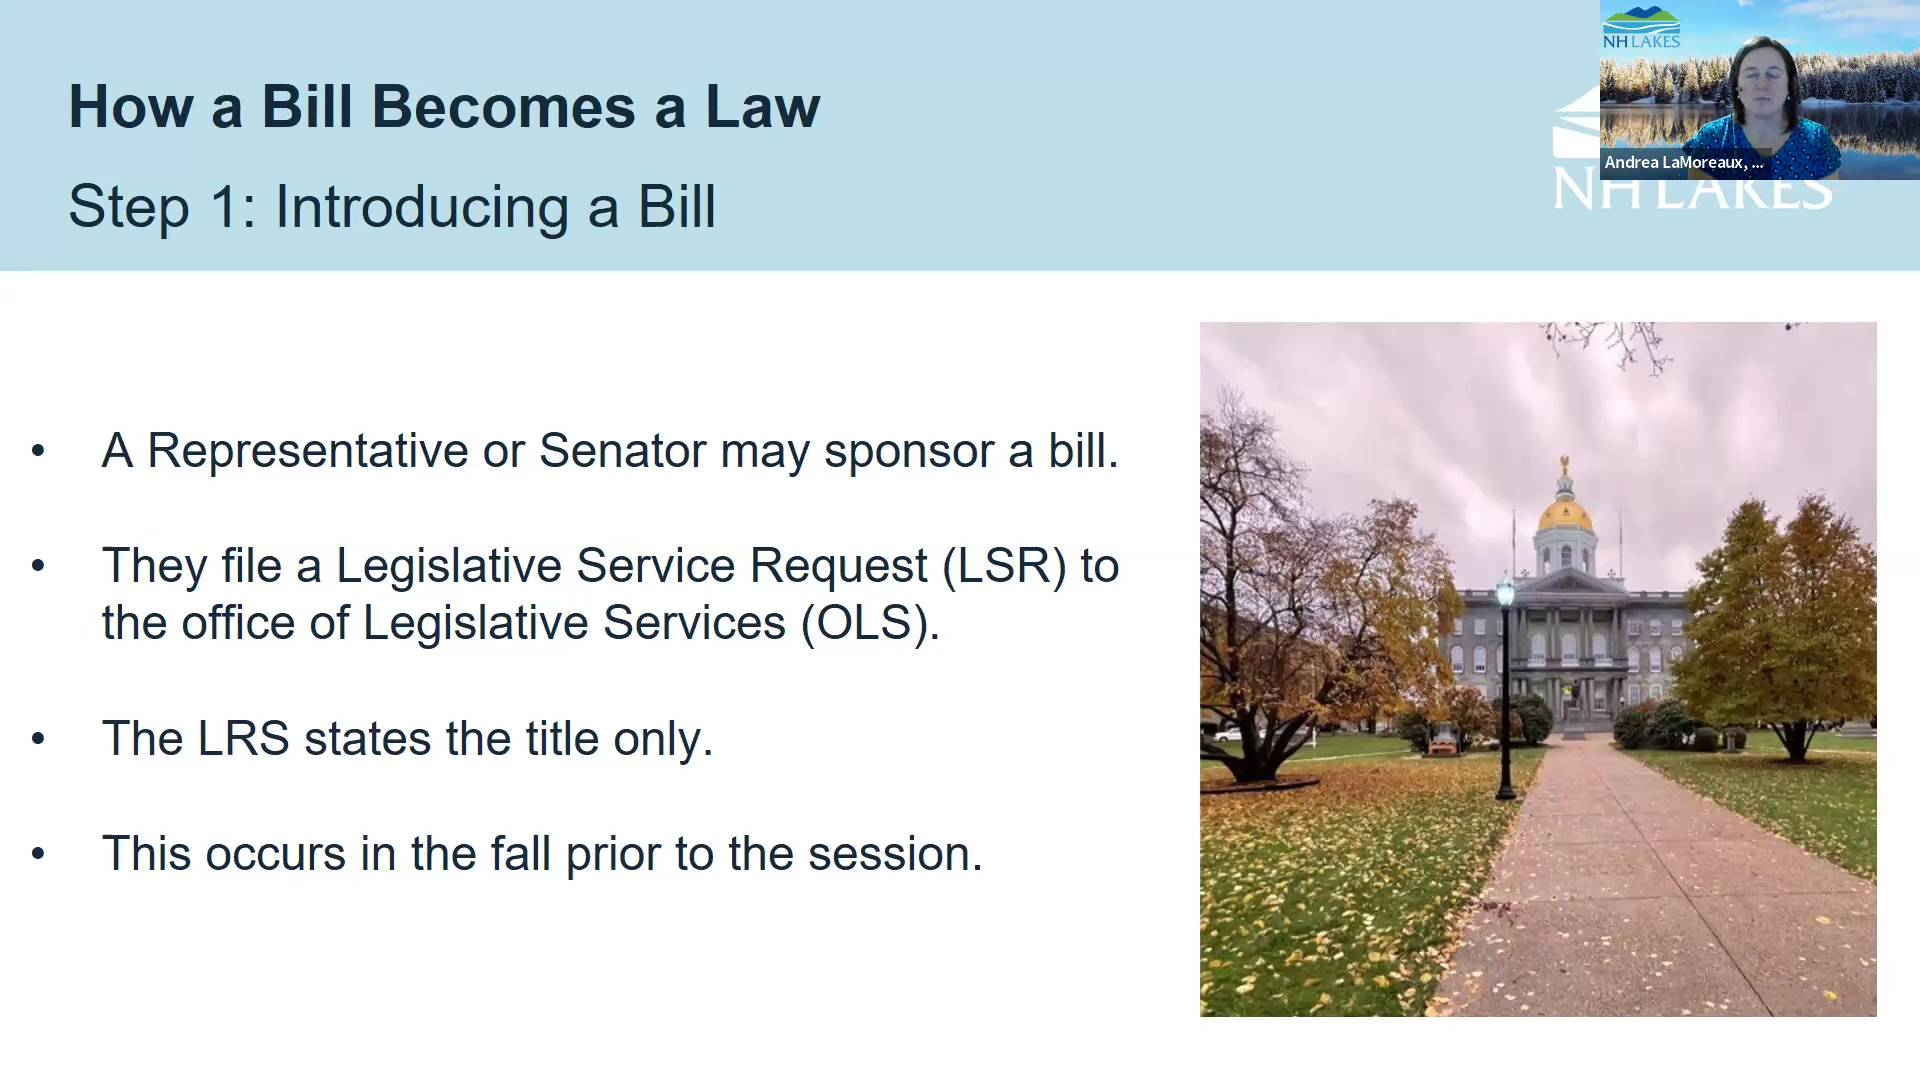 How a Bill Becomes a Law
Step 1: Introducing a Bill
NH LAKES
Andrea LaMoreaux, ...
NH LAKES
• A Representative or Senator may sponsor a bill.
• They file a Legislative Service Request (LSR) to
the office of Legislative Services (OLS).
• The LRS states the title only.
• This occurs in the fall prior to the session.